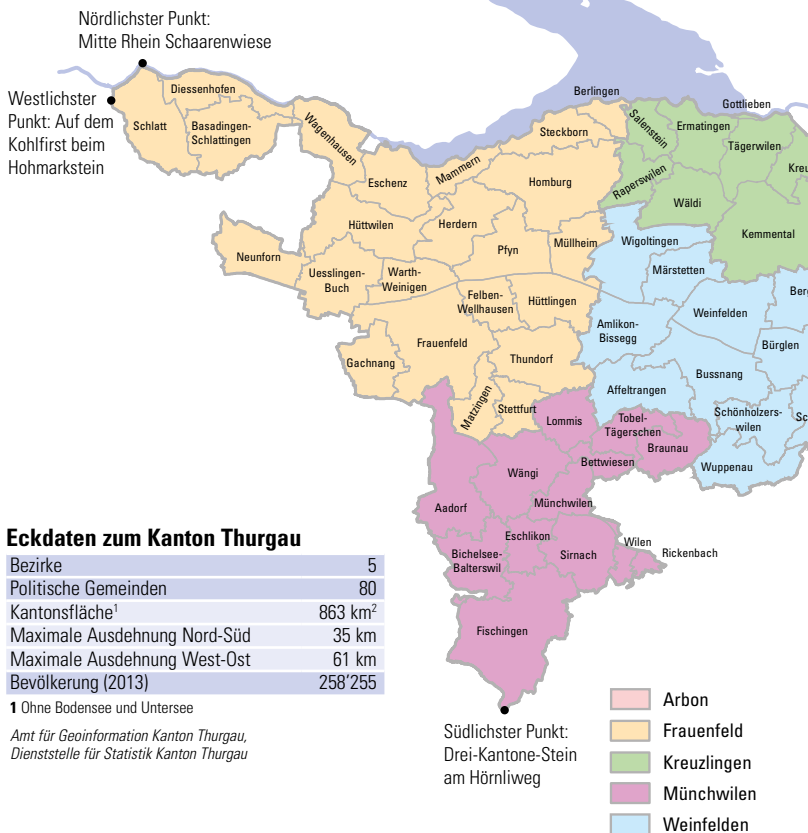 Nördlichster Punkt:
Mitte Rhein Schaarenwiese
Westlichster
Punkt: Auf dem
Kohlfirst beim
Hohmarkstein
Berlingen
Gottlieben
Diessenhofen
Schlatt
Basadingen-
Schlattingen
Wagenhausen
Steckborn
Salenstein
Ermatingen
Tägerwilen
Kreu
Eschenz
Mammern
Homburg
Raperswilen
Wäldi
Kemmental
Hüttwilen
Herdern
Neunforn
Pfyn
Müllheim
Wigoltingen
Uesslingen-
Buch
Warth-
Weinigen
Märstetten
Felben-
Wellhausen
Hüttlingen
Berg
Weinfelden
Amlikon-
Bissegg
Bürglen
Frauenfeld
Gachnang
Thundorf
Bussnang
Affeltrangen
Matzingen
Stettfurt
Lommis
Tobel-
Tägerschen
Schönholzers-
wilen
Sc
Braunau
Bettwiesen
Wuppenau
Wängi
Aadorf
Münchwilen
Eschlikon
Bichelsee-
Balterswil
Sirnach
Wilen
Rickenbach
Fischingen
Eckdaten zum Kanton Thurgau
Bezirke 5
Politische Gemeinden 80
Kantonsfläche¹ 863 km²
Maximale Ausdehnung Nord-Süd 35 km
Maximale Ausdehnung West-Ost 61 km
Bevölkerung (2013) 258'255
1 Ohne Bodensee und Untersee
Amt für Geoinformation Kanton Thurgau,
Dienststelle für Statistik Kanton Thurgau
Südlichster Punkt:
Drei-Kantone-Stein
am Hörnliweg
Arbon
Frauenfeld
Kreuzlingen
Münchwilen
Weinfelden